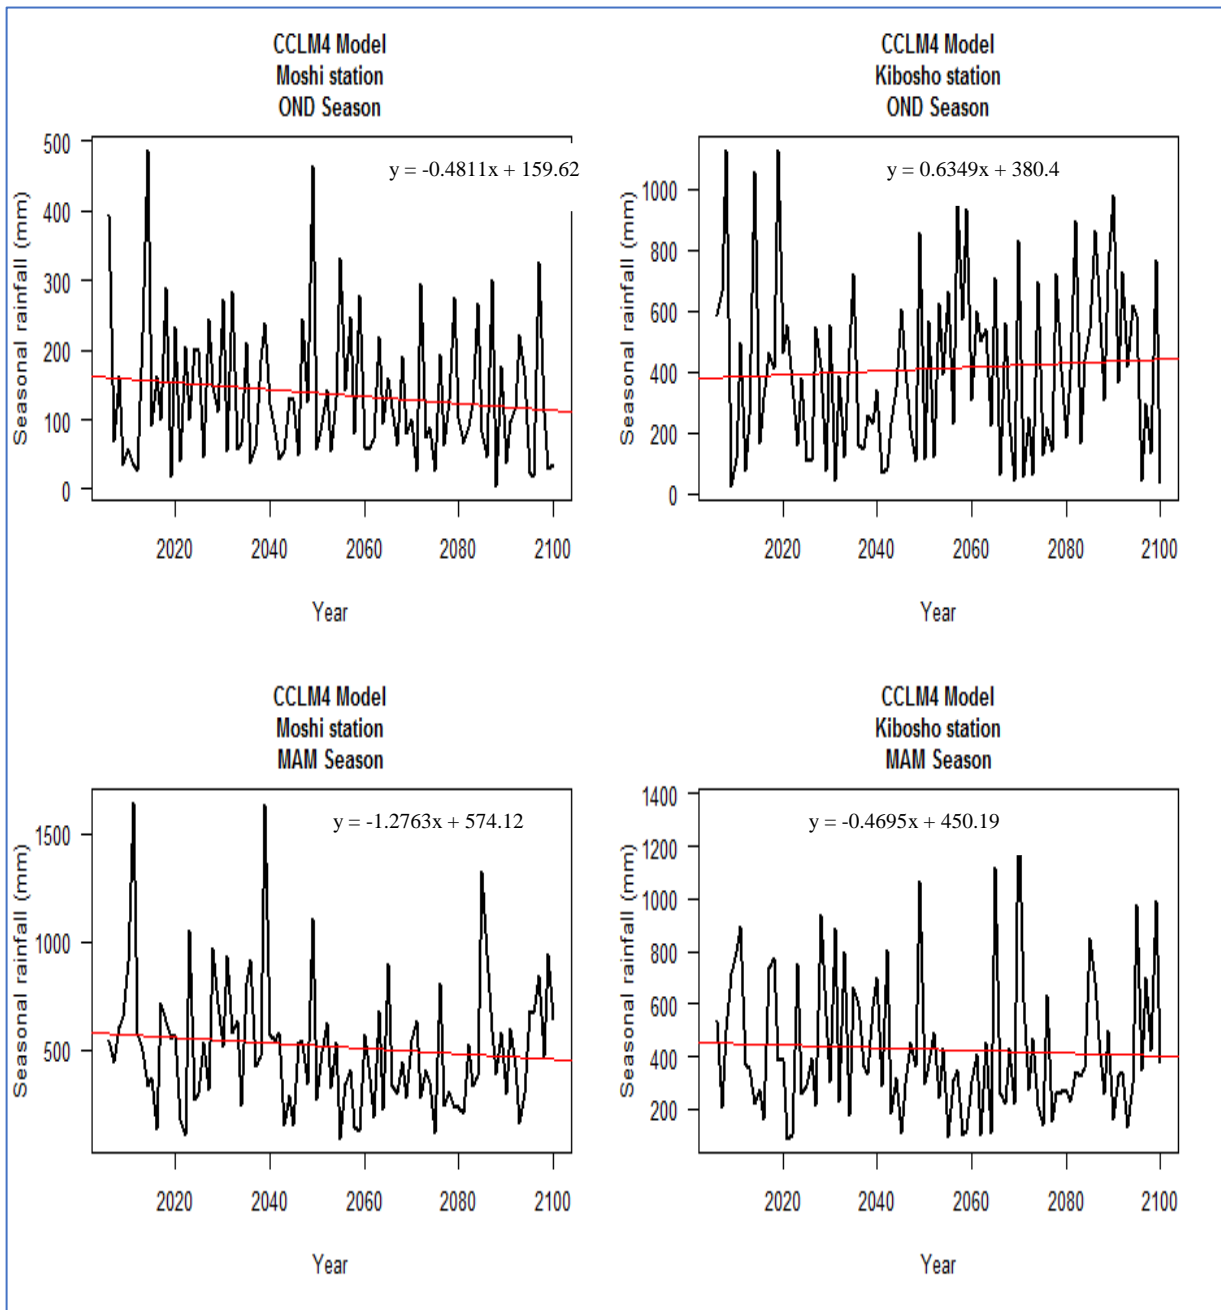 CCLM4 Model
Moshi station
OND Season
y = -0.4811x + 159.62
Seasonal rainfall (mm)
500
400
300
200
100
0
2020 2040 2060 2080 2100
Year
CCLM4 Model
Kibosho station
OND Season
y = 0.6349x + 380.4
Seasonal rainfall (mm)
1000
800
600
400
200
0
2020 2040 2060 2080 2100
Year
CCLM4 Model
Moshi station
MAM Season
y = -1.2763x + 574.12
Seasonal rainfall (mm)
1500
1000
500
2020 2040 2060 2080 2100
Year
CCLM4 Model
Kibosho station
MAM Season
y = -0.4695x + 450.19
Seasonal rainfall (mm)
1400
1200
1000
800
600
400
200
2020 2040 2060 2080 2100
Year